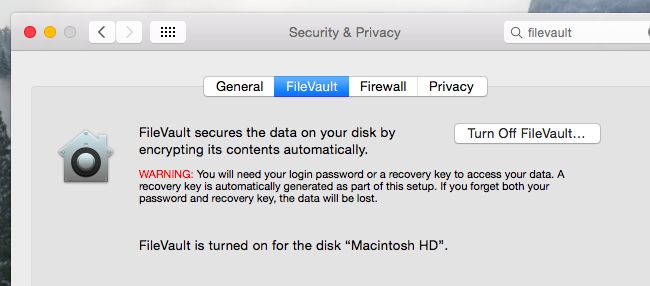 Security & Privacy
filevault
General
FileVault
Firewall
Privacy
FileVault secures the data on your disk by
encrypting its contents automatically.
Turn Off FileVault...
WARNING: You will need your login password or a recovery key to access your data. A
recovery key is automatically generated as part of this setup. If you forget both your
password and recovery key, the data will be lost.
FileVault is turned on for the disk “Macintosh HD”.